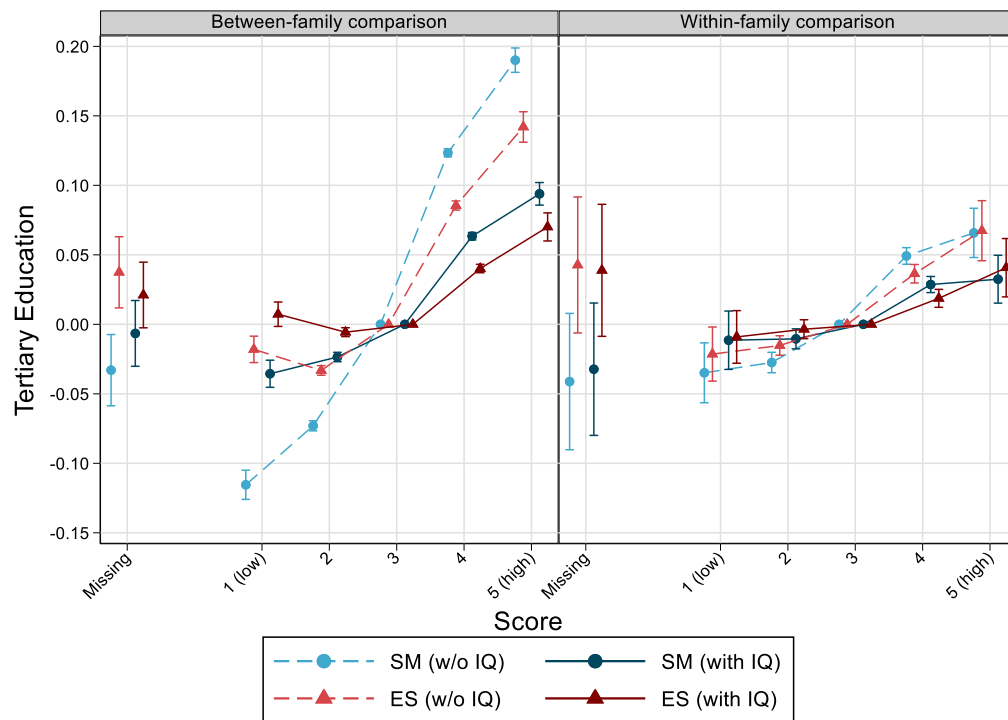 Between-family comparison
Within-family comparison
Tertiary Education
0.20
0.15
0.10
0.05
0.00
-0.05
-0.10
-0.15
Missing
1 (low)
2
3
4
5 (high)
Missing
1 (low)
2
3
4
5 (high)
Score
SM (w/o IQ)
SM (with IQ)
ES (w/o IQ)
ES (with IQ)